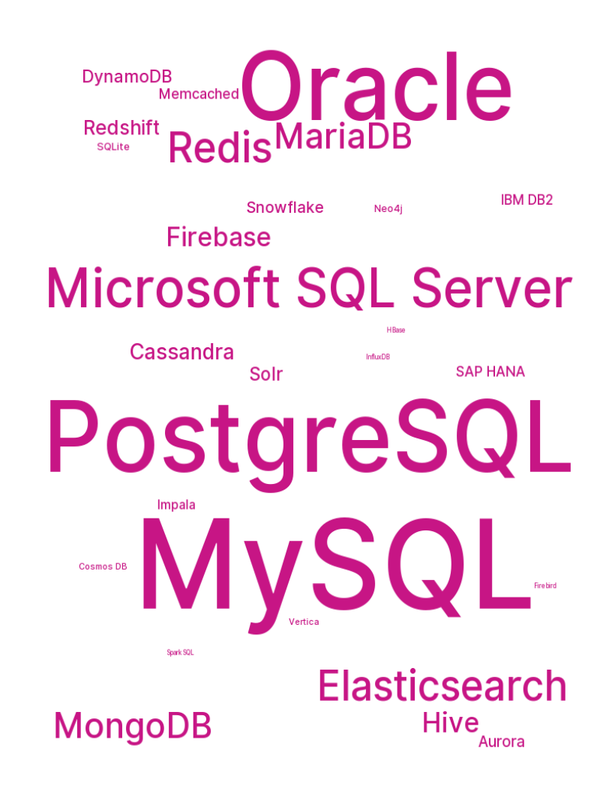 Oracle
DynamoDB
Memcached
Redshift
MariaDB
SQLite
Redis
IBM DB2
Snowflake
Neo4j
Firebase
Microsoft SQL Server
HBase
Cassandra
InfluxDB
Solr
SAP HANA
PostgreSQL
Impala
MySQL
Cosmos DB
Firebird
Vertica
Spark SQL
Elasticsearch
MongoDB
Hive
Aurora